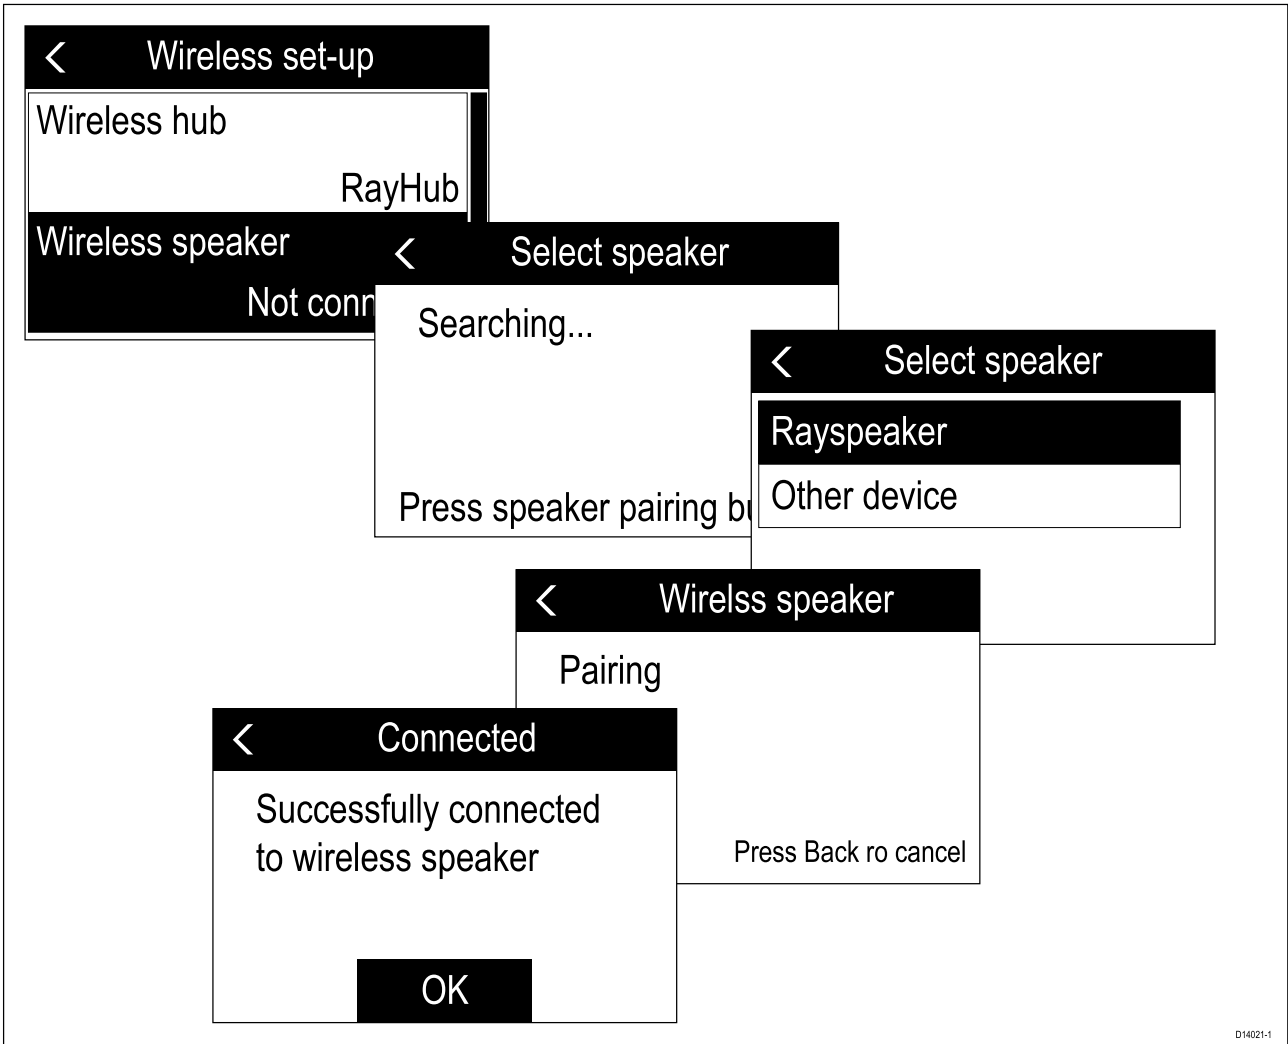 Wireless set-up
Wireless hub
RayHub
Wireless speaker
Not conn
Select speaker
Searching...
Press speaker pairing bu
Select speaker
Rayspeaker
Other device
Wirelss speaker
Pairing
Press Back ro cancel
Connected
Successfully connected
to wireless speaker
OK
D14021-1